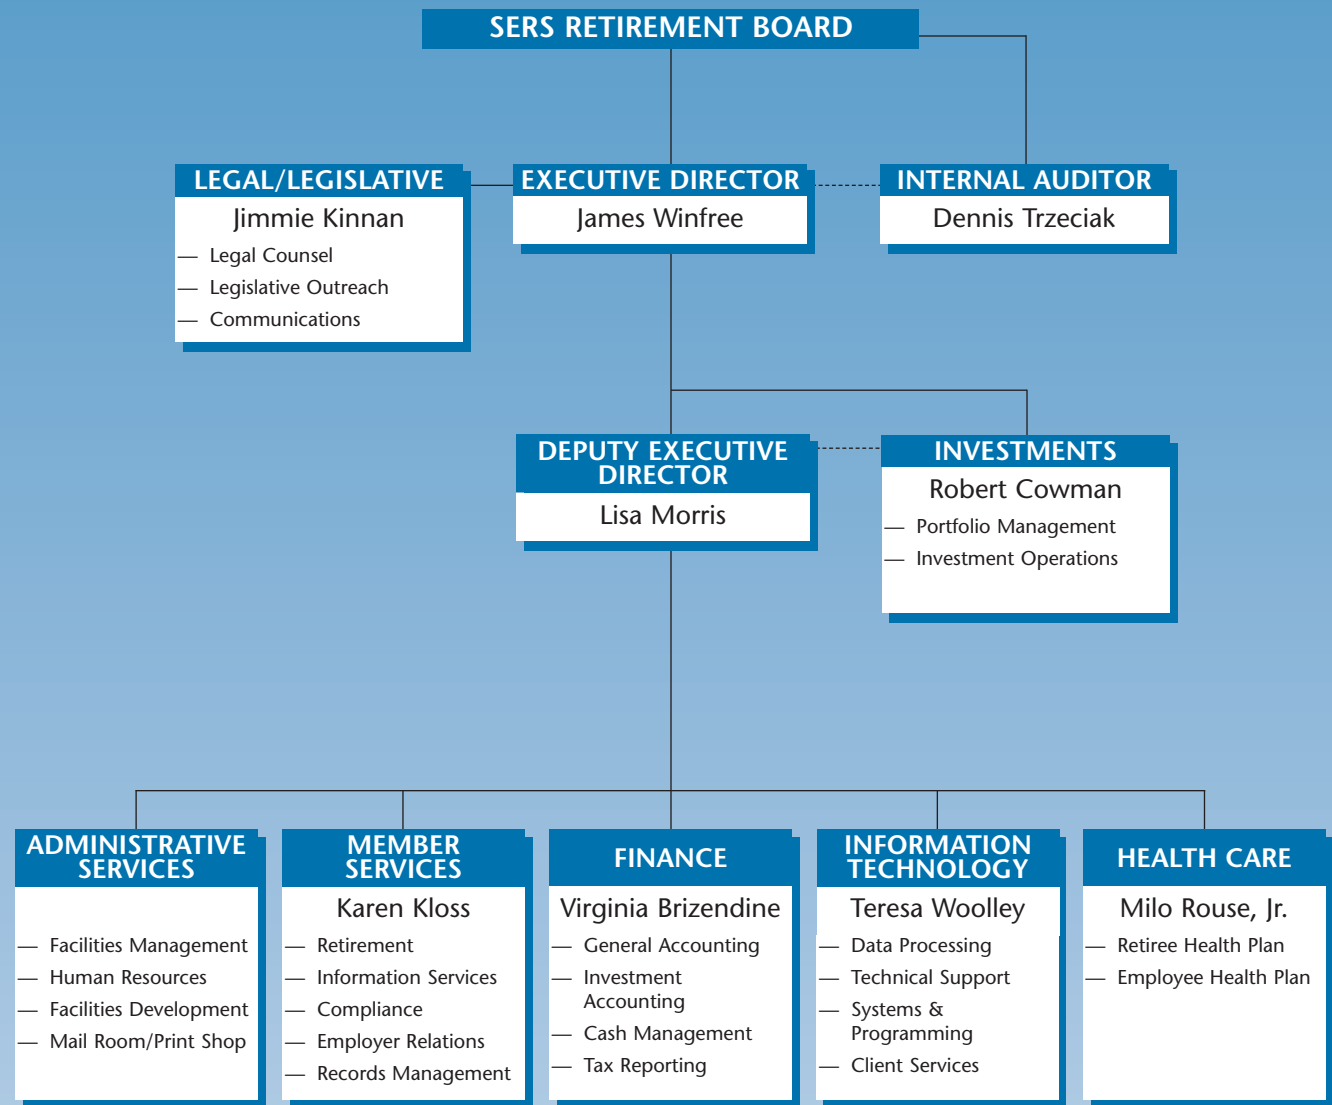 SERS RETIREMENT BOARD
LEGAL/LEGISLATIVE
Jimmie Kinnan
— Legal Counsel
— Legislative Outreach
— Communications
EXECUTIVE DIRECTOR
James Winfree
INTERNAL AUDITOR
Dennis Trzeciak
DEPUTY EXECUTIVE
DIRECTOR
Lisa Morris
INVESTMENTS
Robert Cowman
— Portfolio Management
— Investment Operations
ADMINISTRATIVE
SERVICES
— Facilities Management
— Human Resources
— Facilities Development
— Mail Room/Print Shop
MEMBER
SERVICES
Karen Kloss
— Retirement
— Information Services
— Compliance
— Employer Relations
— Records Management
FINANCE
Virginia Brizendine
— General Accounting
— Investment
Accounting
— Cash Management
— Tax Reporting
INFORMATION
TECHNOLOGY
Teresa Woolley
— Data Processing
— Technical Support
— Systems &
Programming
— Client Services
HEALTH CARE
Milo Rouse, Jr.
— Retiree Health Plan
— Employee Health Plan